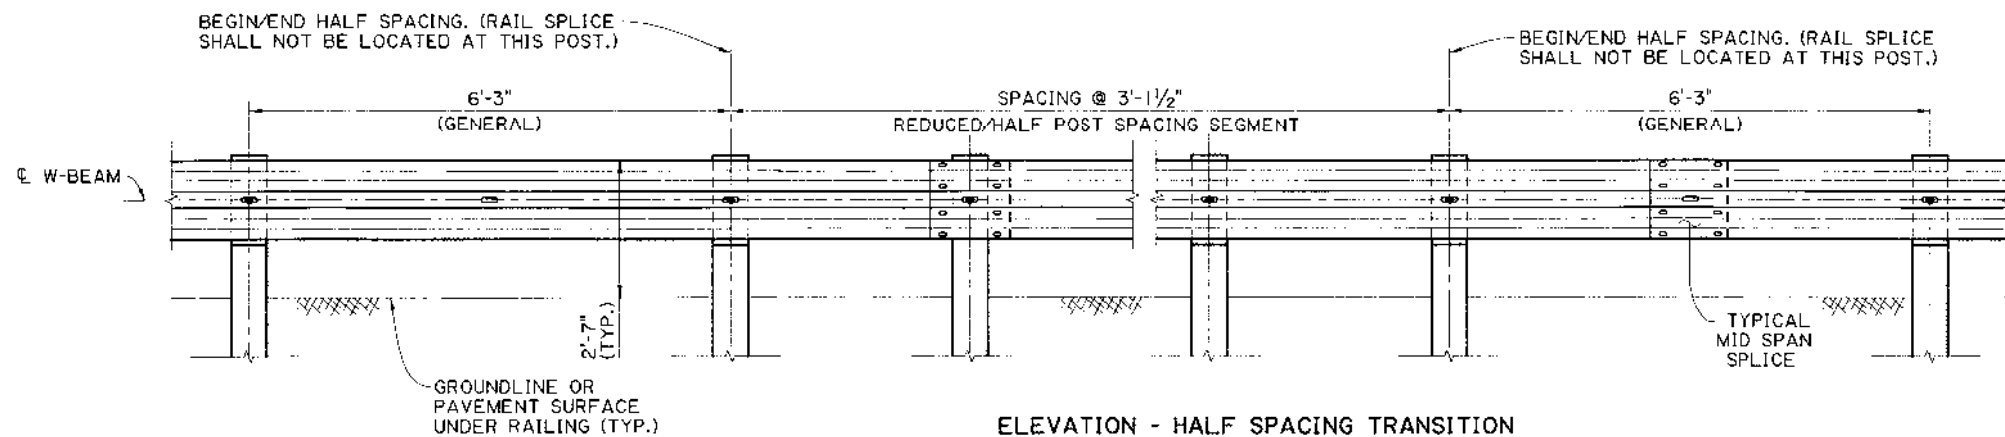 BEGIN/END HALF SPACING. (RAIL SPLICE
SHALL NOT BE LOCATED AT THIS POST.)
BEGIN/END HALF SPACING. (RAIL SPLICE
SHALL NOT BE LOCATED AT THIS POST.)
6'-3"
(GENERAL)
SPACING @ 3'-1½"
REDUCED/HALF POST SPACING SEGMENT
6'-3"
(GENERAL)
℄ W-BEAM
2'-7"
(TYP.)
TYPICAL
MID SPAN
SPLICE
GROUNDLINE OR
PAVEMENT SURFACE
UNDER RAILING (TYP.)
ELEVATION - HALF SPACING TRANSITION